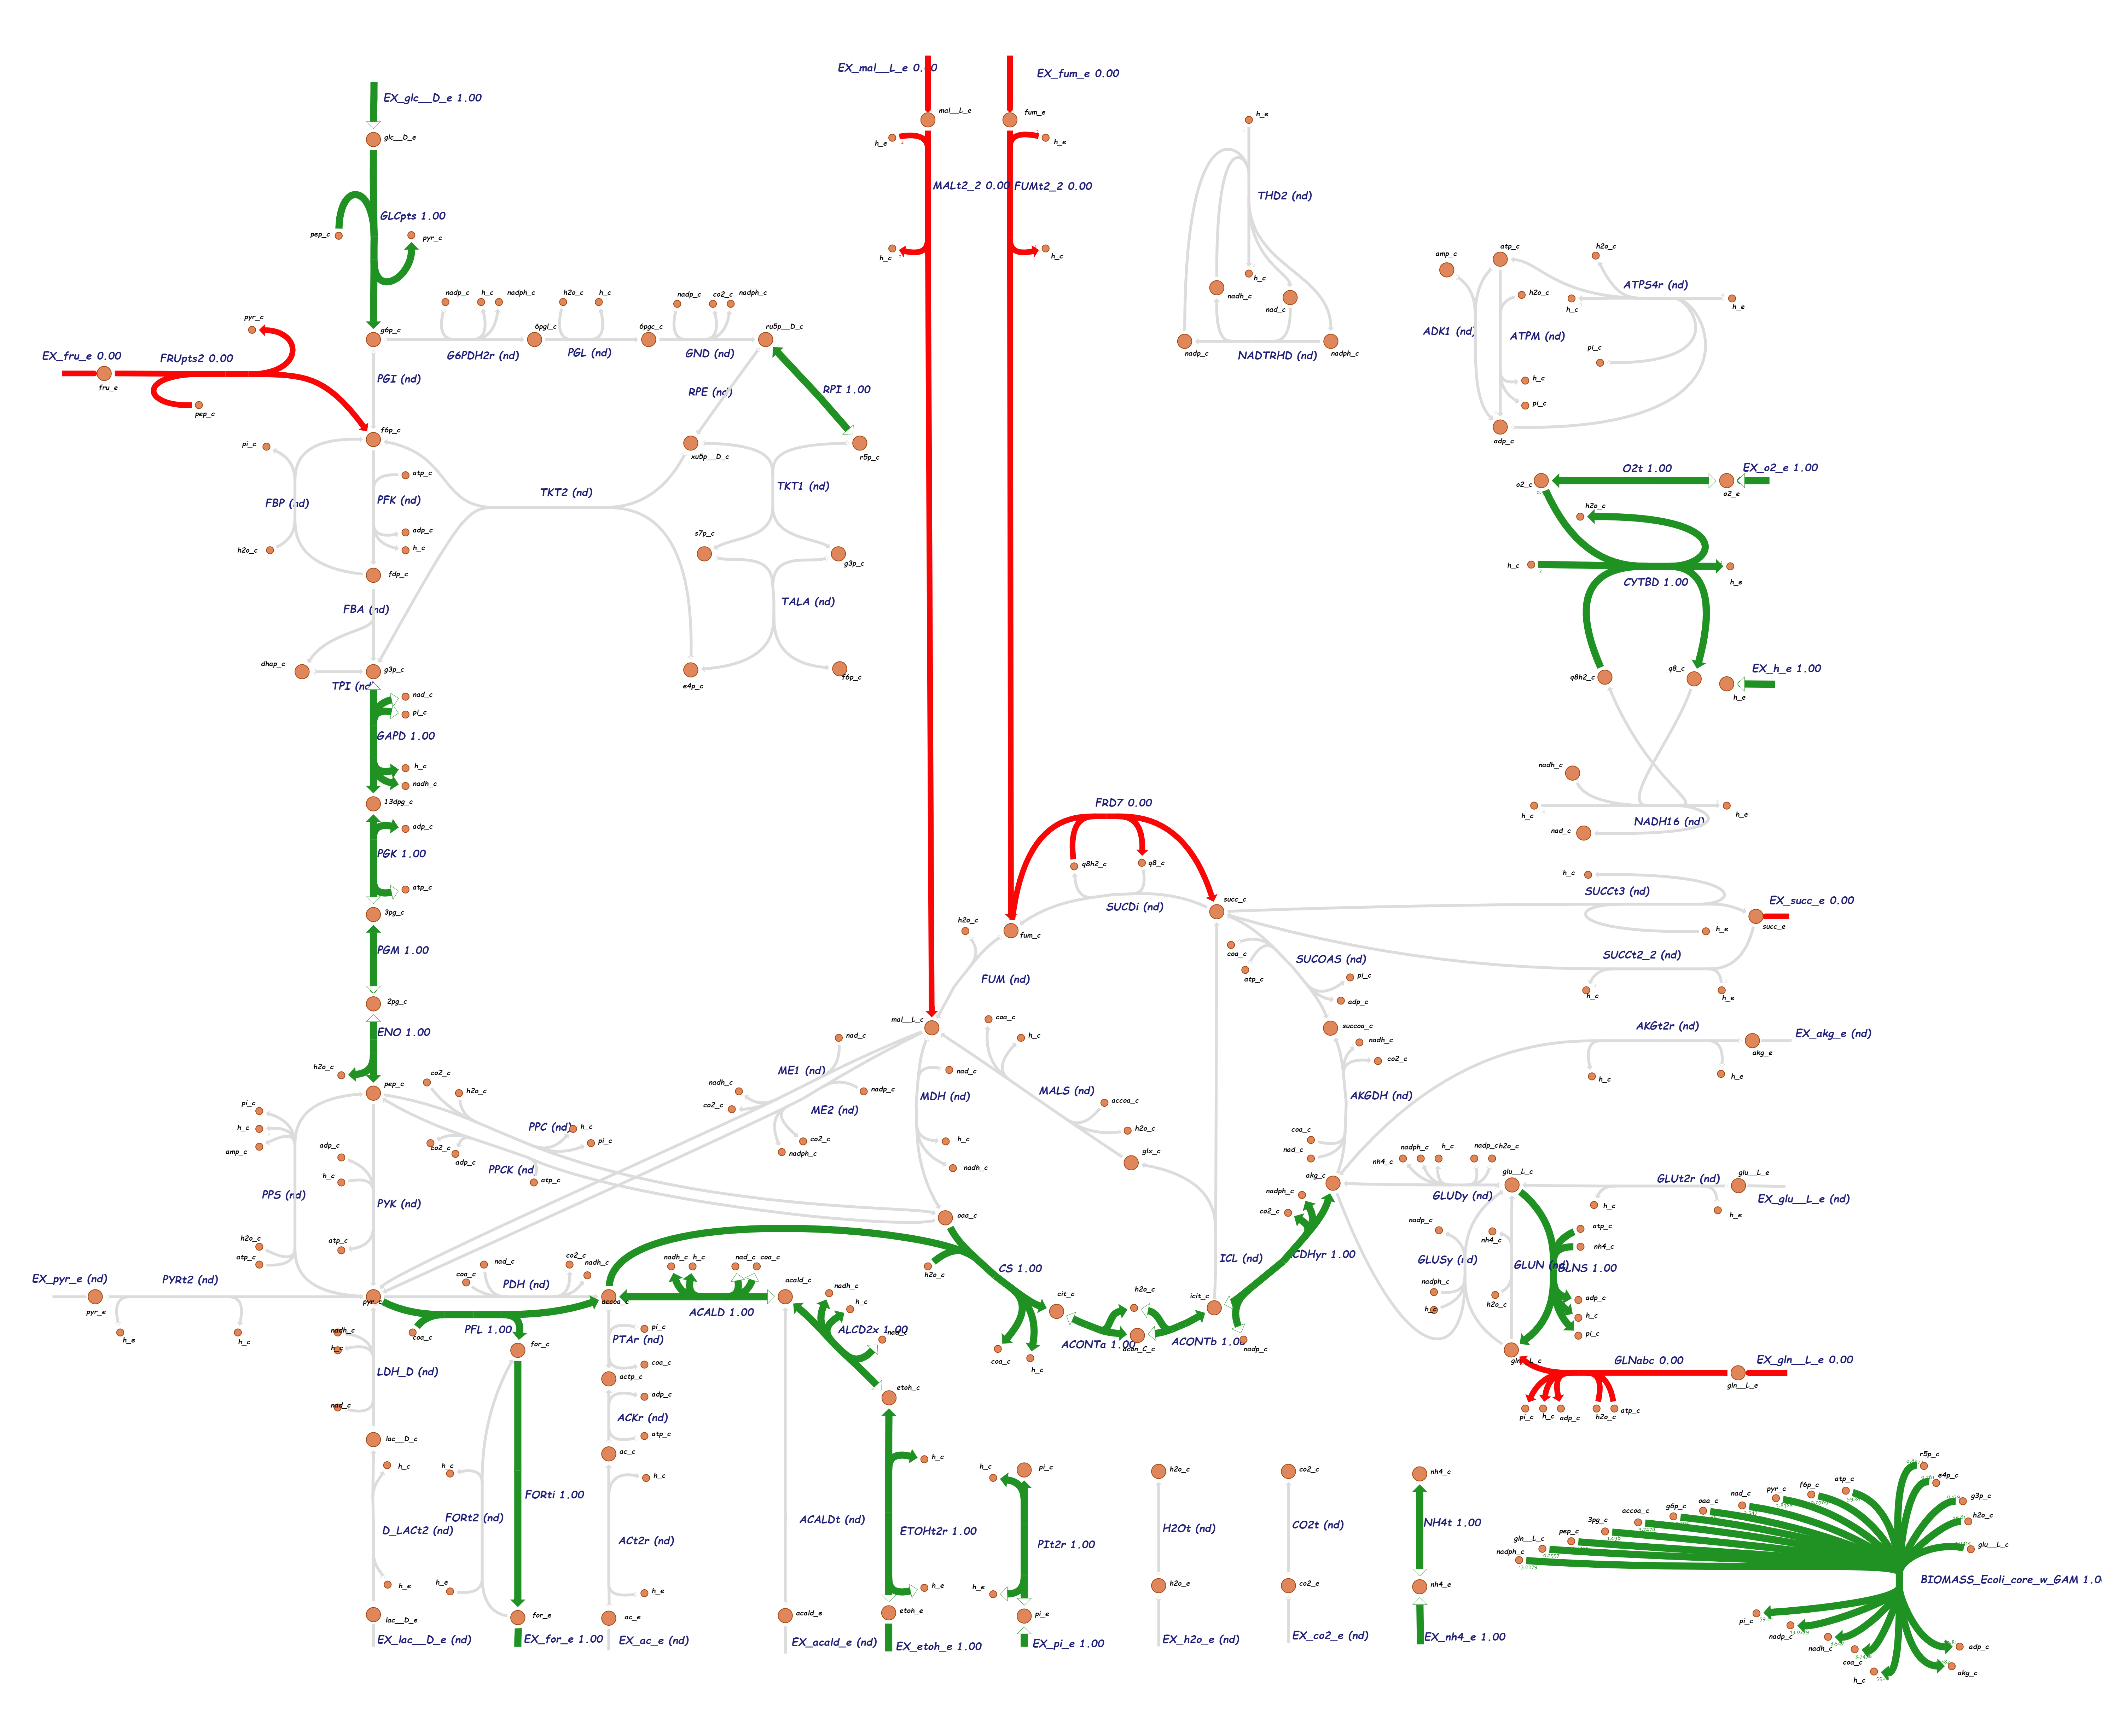 EX_mal__L_e 0.00
EX_fum_e 0.00
EX_glc__D_e 1.00
mal__L_e
fum_e
h_e
glc__D_e
h_e
h_e
MALt2_2 0.00
FUMt2_2 0.00
THD2 (nd)
GLCpts 1.00
pep_c
pyr_c
h_c
h_c
h_c
nadh_c
nad_c
nadp_c
nadph_c
NADTRHD (nd)
amp_c
atp_c
h2o_c
h2o_c
ATPS4r (nd)
h_c
h_e
ADK1 (nd)
ATPM (nd)
pi_c
h_c
pi_c
adp_c
nadp_c
h_c
nadph_c
h2o_c
h_c
nadp_c
co2_c
nadph_c
g6p_c
6pgl_c
6pgc_c
ru5p__D_c
G6PDH2r (nd)
PGL (nd)
GND (nd)
pyr_c
EX_fru_e 0.00
FRUpts2 0.00
fru_e
pep_c
PGI (nd)
RPE (nd)
RPI 1.00
f6p_c
pi_c
xu5p__D_c
r5p_c
atp_c
FBP (nd)
PFK (nd)
TKT2 (nd)
TKT1 (nd)
adp_c
h_c
h2o_c
fdp_c
s7p_c
g3p_c
FBA (nd)
TALA (nd)
dhap_c
g3p_c
TPI (nd)
e4p_c
f6p_c
O2t 1.00
EX_o2_e 1.00
o2_c
o2_e
h2o_c
h_c
h_e
CYTBD 1.00
q8h2_c
q8_c
EX_h_e 1.00
h_e
nad_c
pi_c
GAPD 1.00
h_c
nadh_c
13dpg_c
nadh_c
h_c
h_e
NADH16 (nd)
nad_c
adp_c
PGK 1.00
atp_c
3pg_c
FRD7 0.00
q8h2_c
q8_c
SUCDi (nd)
succ_c
h_c
SUCCt3 (nd)
EX_succ_e 0.00
succ_e
h_e
SUCCt2_2 (nd)
h_c
h_e
PGM 1.00
2pg_c
h2o_c
fum_c
FUM (nd)
coa_c
atp_c
SUCOAS (nd)
pi_c
adp_c
ENO 1.00
mal__L_c
coa_c
h_c
succoa_c
nadh_c
co2_c
AKGt2r (nd)
EX_akg_e (nd)
akg_e
h_c
h_e
h2o_c
pep_c
co2_c
h2o_c
nad_c
ME1 (nd)
nadh_c
co2_c
nadp_c
ME2 (nd)
nad_c
MDH (nd)
MALS (nd)
accoa_c
h2o_c
AKGDH (nd)
pi_c
h_c
amp_c
adp_c
h_c
PPC (nd)
h_c
pi_c
co2_c
adp_c
PPCK (nd)
atp_c
co2_c
nadph_c
h_c
nadh_c
glx_c
coa_c
nad_c
akg_c
nadph_c
h_c
nh4_c
nadp_c
h2o_c
glu__L_c
GLUDy (nd)
GLUt2r (nd)
glu__L_e
EX_glu__L_e (nd)
h_c
h_e
PPS (nd)
PYK (nd)
oaa_c
nadph_c
co2_c
nadp_c
nh4_c
atp_c
nh4_c
h2o_c
atp_c
atp_c
GLUSy (nd)
GLUN (nd)
GLNS 1.00
EX_pyr_e (nd)
PYRt2 (nd)
pyr_e
pyr_c
h_e
h_c
nad_c
coa_c
co2_c
nadh_c
PDH (nd)
accoa_c
nadh_c
h_c
nad_c
coa_c
acald_c
ACALD 1.00
nadh_c
h_c
h2o_c
CS 1.00
cit_c
h2o_c
icit_c
ICL (nd)
nadph_c
h_c
h2o_c
adp_c
h_c
pi_c
nadh_c
h_c
coa_c
PFL 1.00
for_c
pi_c
PTAr (nd)
coa_c
ALCD2x 1.00
coa_c
h_c
ACONTa 1.00
acon_C_c
ACONTb 1.00
nadp_c
GLNabc 0.00
EX_gln__L_e 0.00
gln__L_e
LDH_D (nd)
nad_c
actp_c
adp_c
ACKr (nd)
atp_c
etoh_c
pi_c
h_c
adp_c
h2o_c
atp_c
lac__D_c
h_c
h_c
ac_c
h_c
h_c
h_c
pi_c
h2o_c
co2_c
nh4_c
D_LACt2 (nd)
FORt2 (nd)
FORti 1.00
ACt2r (nd)
ACALDt (nd)
ETOHt2r 1.00
PIt2r 1.00
H2Ot (nd)
CO2t (nd)
NH4t 1.00
h_e
h_e
h_e
h_e
h_e
lac__D_e
for_e
ac_e
acald_e
etoh_e
pi_e
h2o_e
co2_e
nh4_e
EX_lac__D_e (nd)
EX_for_e 1.00
EX_ac_e (nd)
EX_acald_e (nd)
EX_etoh_e 1.00
EX_pi_e 1.00
EX_h2o_e (nd)
EX_co2_e (nd)
EX_nh4_e 1.00
r5p_c
e4p_c
g3p_c
h2o_c
glu__L_c
atp_c
f6p_c
pyr_c
nad_c
oaa_c
g6p_c
accoa_c
3pg_c
pep_c
gln__L_c
nadph_c
BIOMASS_Ecoli_core_w_GAM 1.0
pi_c
nadp_c
nadh_c
coa_c
h_c
adp_c
akg_c